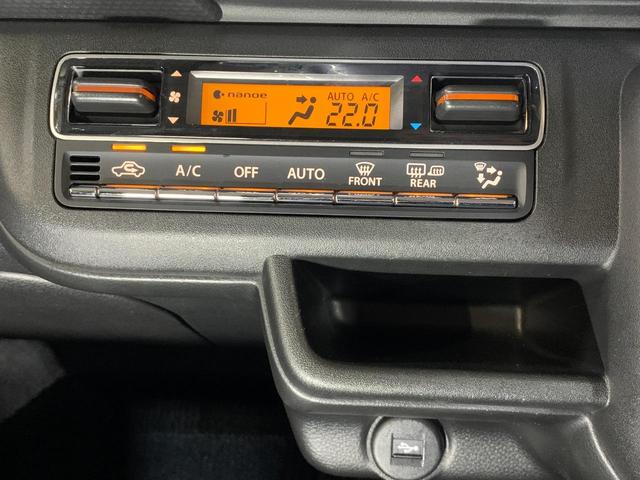 nanoe AUTO A/C
22.0
A/C OFF AUTO FRONT REAR